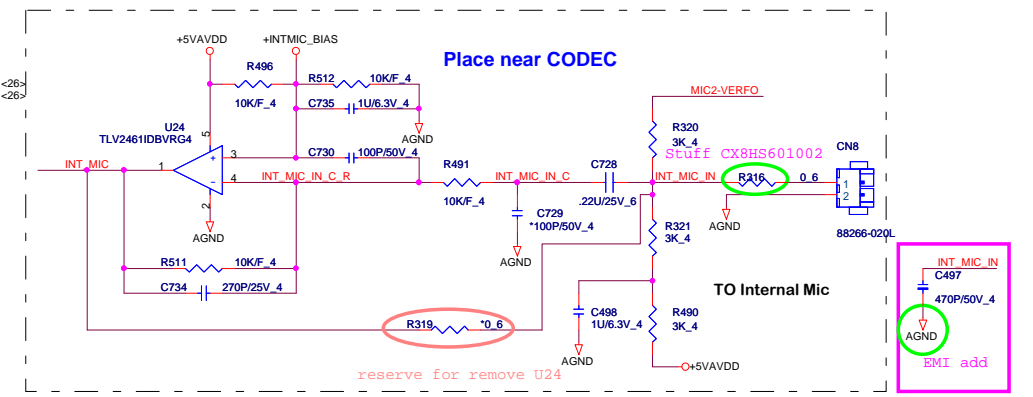 +5VAVDD
+INTMIC_BIAS
Place near CODEC
<26>
<26>
R496
10K/F_4
R512
10K/F_4
C735
1U/6.3V_4
AGND
MIC2-VERFO
R320
3K_4
Stuff CX8HS601002
U24
TLV2461IDBVRG4
5
1
3
4
2
+
-
C730
100P/50V_4
INT_MIC
INT_MIC_IN_C_R
R491
10K/F_4
INT_MIC_IN_C
C728
.22U/25V_6
INT_MIC_IN
R316
0_6
CN8
1
2
88266-020L
AGND
AGND
C729
*100P/50V_4
AGND
R321
3K_4
R511
10K/F_4
C734
270P/25V_4
TO Internal Mic
C498
1U/6.3V_4
AGND
R490
3K_4
+5VAVDD
R319
*0_6
reserve for remove U24
INT_MIC_IN
C497
470P/50V_4
AGND
EMI add